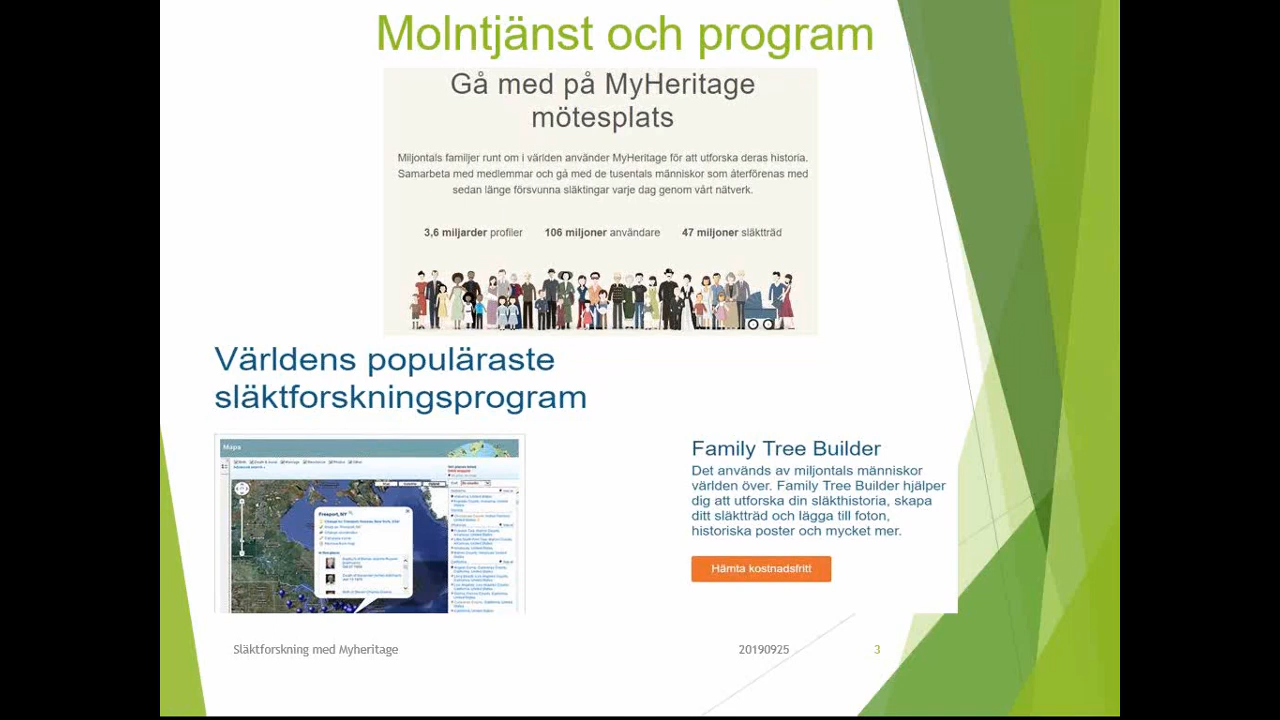 Molntjänst och program
Gå med på MyHeritage
mötesplats
Miljontals familjer runt om i världen använder MyHeritage för att utforska deras historia.
Samarbeta med medlemmar och gå med de tusentals människor som återförenas med
sedan länge försvunna släktingar varje dag genom vårt nätverk.
3,6 miljarder profiler 106 miljoner användare 47 miljoner släktträd
Världens populäraste
släktforskningsprogram
Maps
Freeport, NY
Family Tree Builder
Det används av miljontals människor
världen över. Family Tree Builder hjälper
dig att utforska din släkthistoria, skapa
ditt släktträd och lägga till foton,
historiska poster och mycket mer.
Hämta kostnadsfritt
Släktforskning med Myheritage
20190925
3